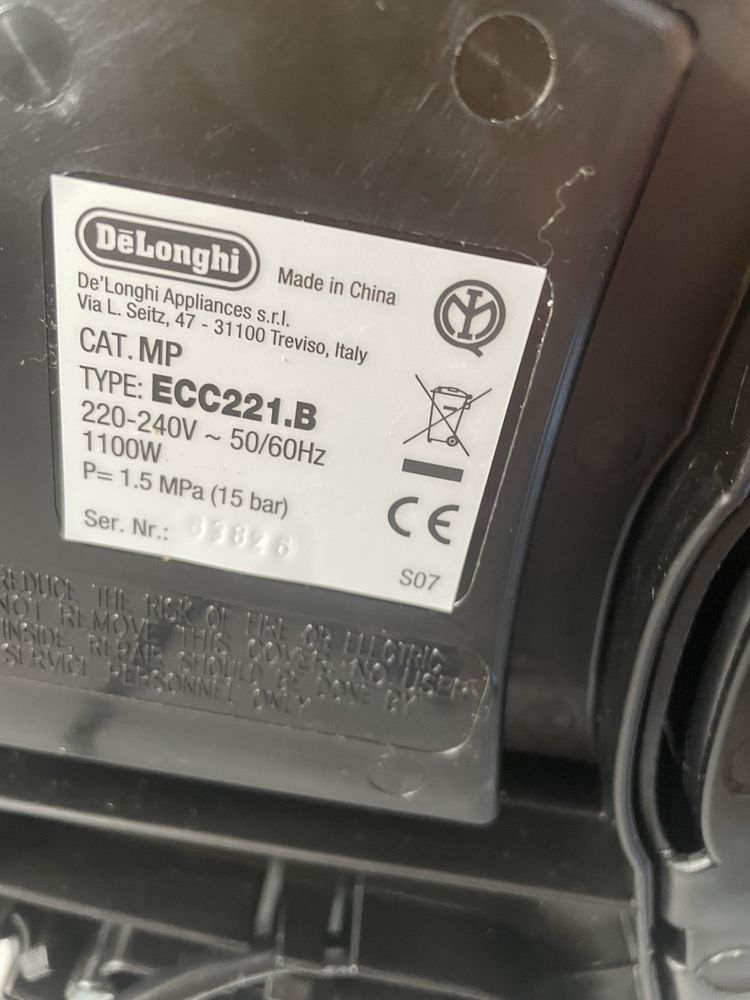 DēLonghi
Made in China
De'Longhi Appliances s.r.l.
Via L. Seitz, 47 - 31100 Treviso, Italy
CAT. MP
TYPE: ECC221.B
220-240V ~ 50/60Hz
1100W
P= 1.5 MPa (15 bar)
Ser. Nr.: 83826
CE
S07
REDUCE THE RISK OF FIRE OR ELECTRIC
NOT REMOVE THIS COVER. NO USER
INSIDE. REPAIR SHOULD BE DONE BY
SERVICE PERSONNEL ONLY